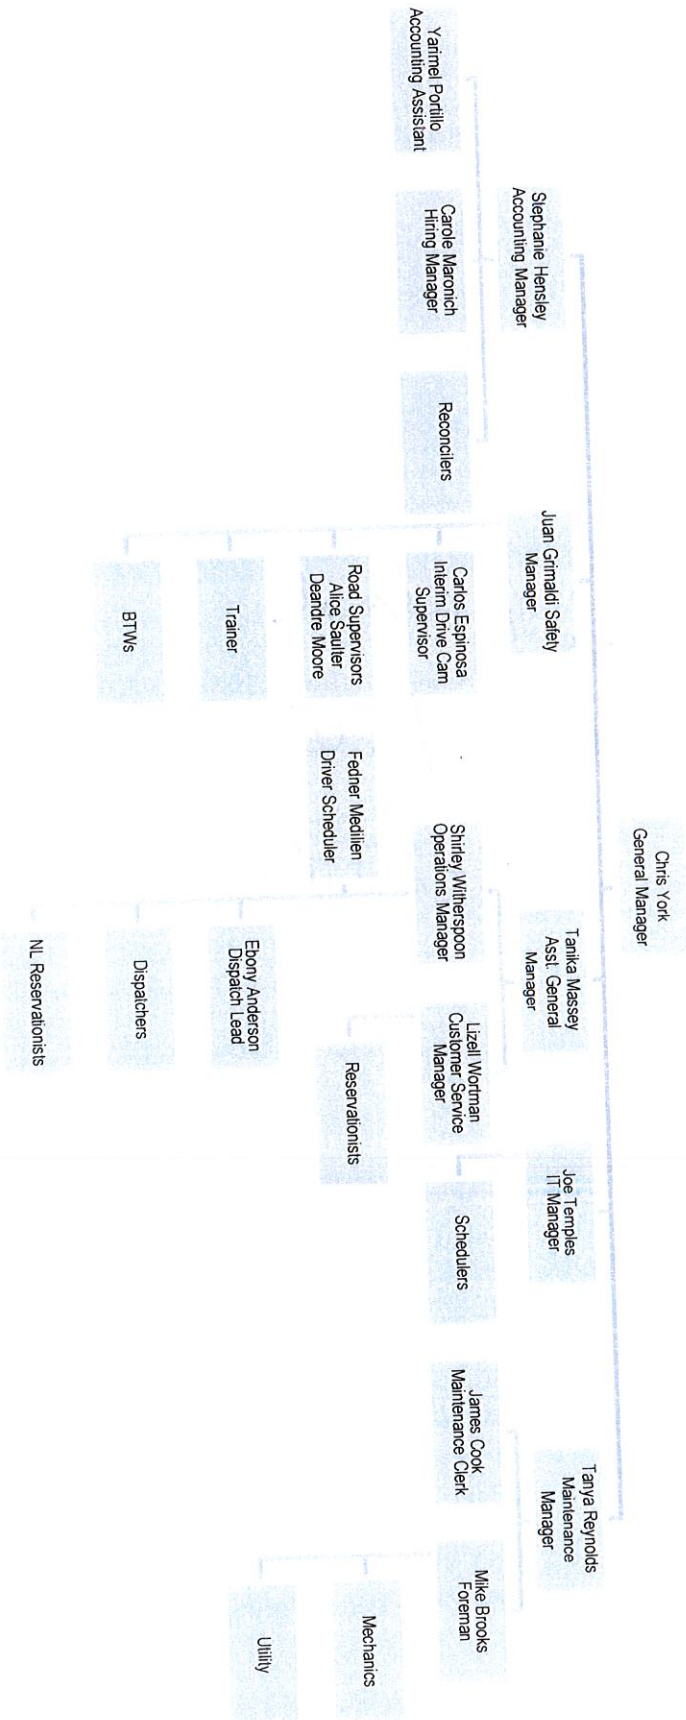 Chris York
General Manager
Stephanie Hensley
Accounting Manager
Juan Grimaldi Safety
Manager
Tanika Massey
Asst. General
Manager
Joe Temples
IT Manager
Tanya Reynolds
Maintenance
Manager
Yarimel Portillo
Accounting Assistant
Carole Maronich
Hiring Manager
Reconcilers
Carlos Espinosa
Interim Drive Cam
Supervisor
Shirley Witherspoon
Operations Manager
Lizell Wortman
Customer Service
Manager
Schedulers
James Cook
Maintenance Clerk
Mike Brooks
Foreman
Road Supervisors
Alice Saulter
Deandre Moore
Fedner Medilien
Driver Scheduler
Reservationists
Mechanics
Trainer
Ebony Anderson
Dispatch Lead
Utility
BTWs
Dispatchers
NL Reservationists